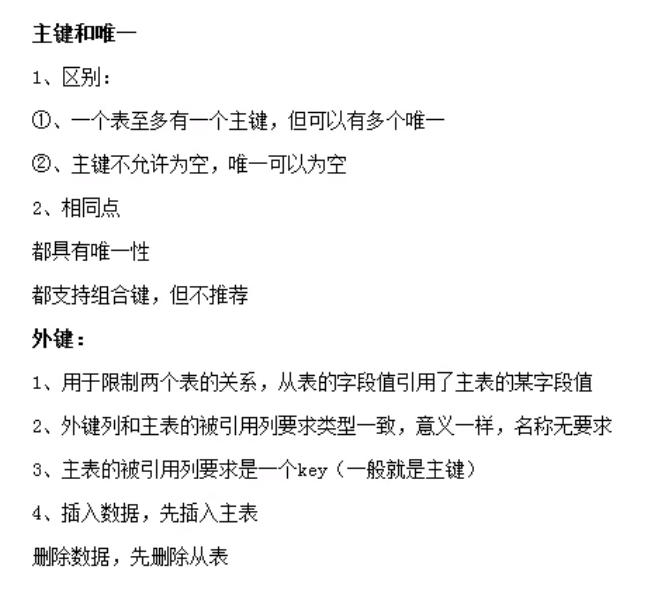 主键和唯一
1、区别：
①、一个表至多有一个主键，但可以有多个唯一
②、主键不允许为空，唯一可以为空
2、相同点
都具有唯一性
都支持组合键，但不推荐
外键：
1、用于限制两个表的关系，从表的字段值引用了主表的某字段值
2、外键列和主表的被引用列要求类型一致，意义一样，名称无要求
3、主表的被引用列要求是一个key（一般就是主键）
4、插入数据，先插入主表
删除数据，先删除从表